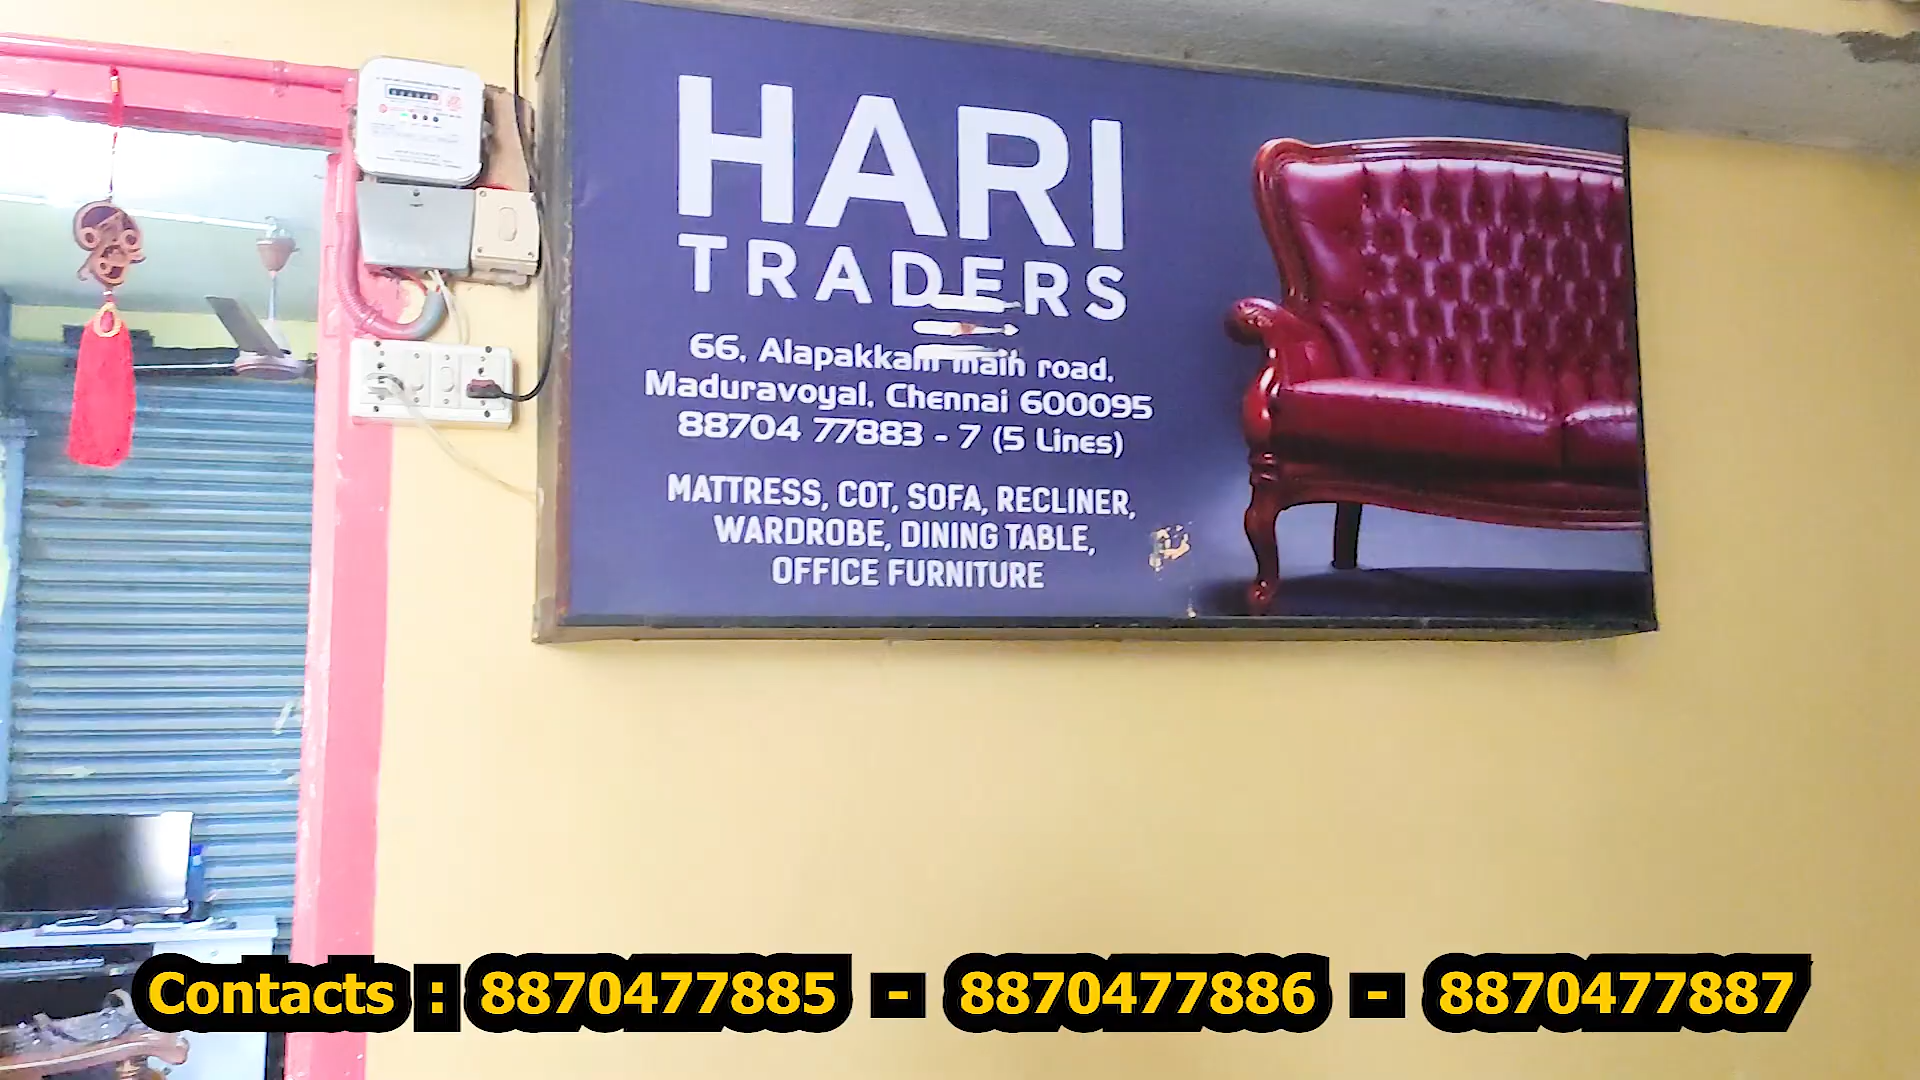 HARI
TRADERS
66, Alapakkam main road,
Maduravoyal, Chennai 600095
88704 77883 - 7 (5 Lines)
MATTRESS, COT, SOFA, RECLINER,
WARDROBE, DINING TABLE,
OFFICE FURNITURE
Contacts : 8870477885 - 8870477886 - 8870477887